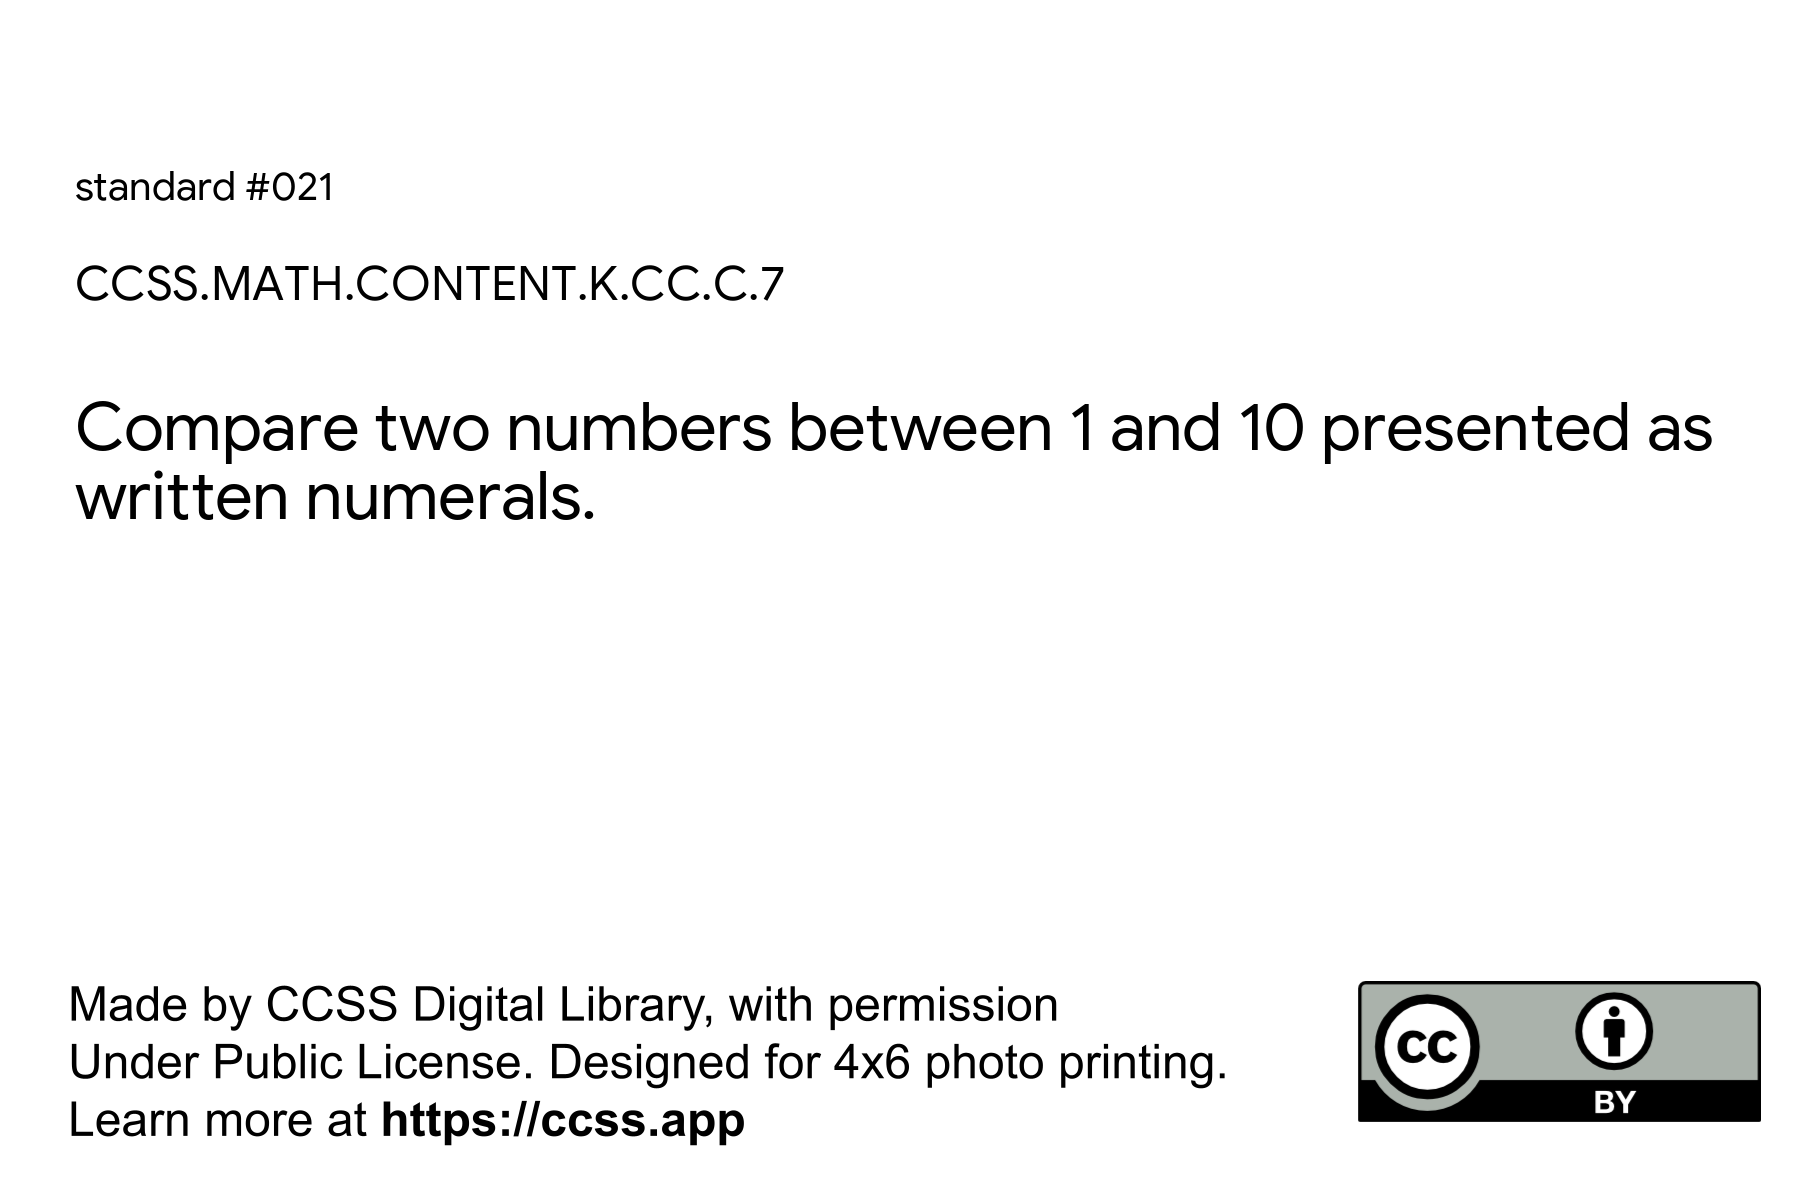 standard #021
CCSS.MATH.CONTENT.K.CC.C.7
Compare two numbers between 1 and 10 presented as
written numerals.
Made by CCSS Digital Library, with permission
Under Public License. Designed for 4x6 photo printing.
Learn more at https://ccss.app
CC
BY